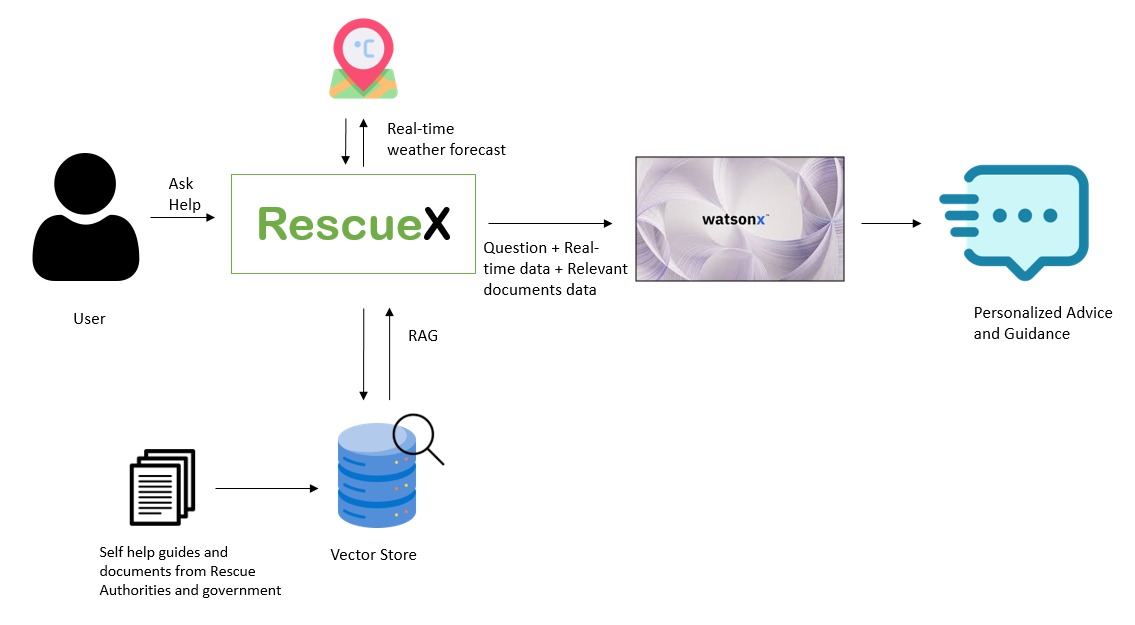 °C
Real-time
weather forecast
Ask
Help
RescueX
watsonx™
Question + Real-
time data + Relevant
documents data
User
Personalized Advice
and Guidance
RAG
Vector Store
Self help guides and
documents from Rescue
Authorities and government